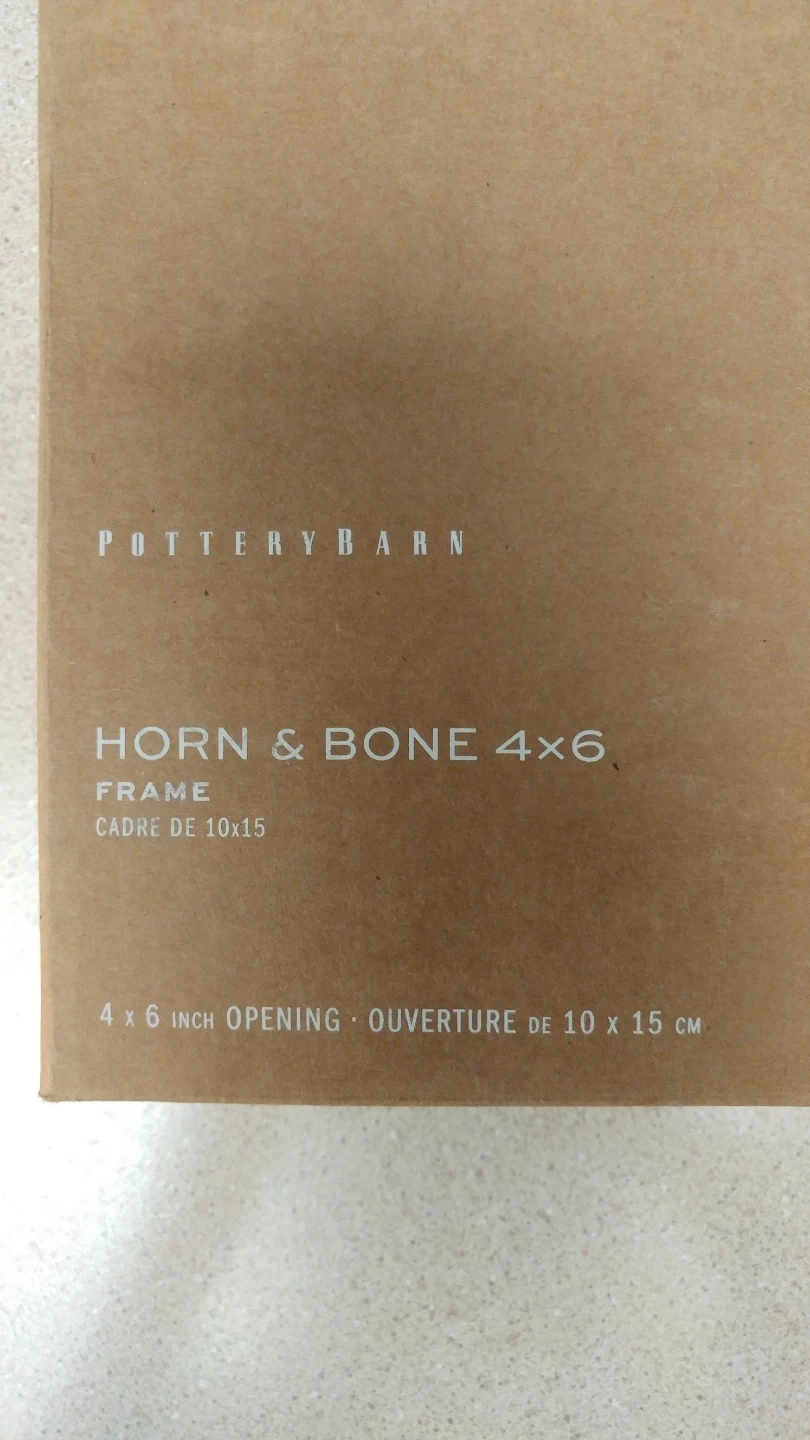 POTTERYBARN
HORN & BONE 4x6
FRAME
CADRE DE 10x15
4 x 6 INCH OPENING · OUVERTURE DE 10 X 15 CM